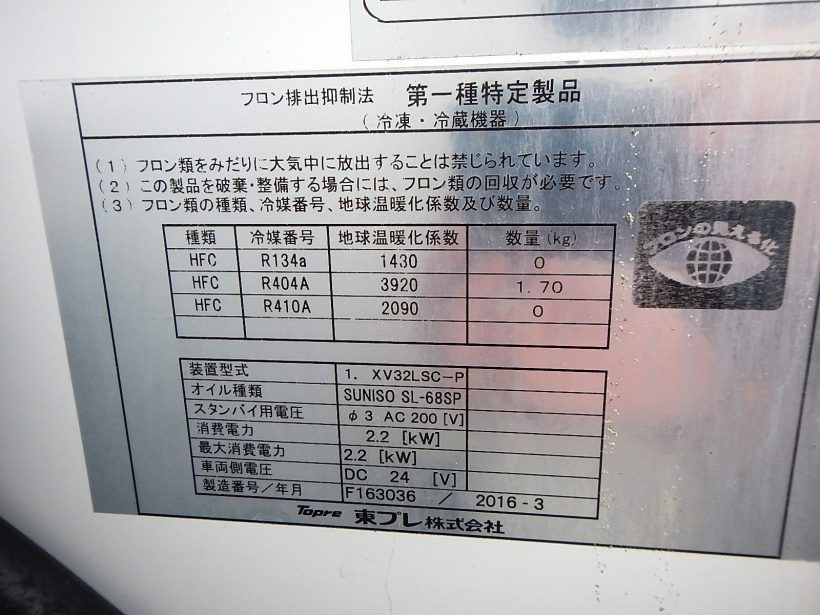 フロン排出抑制法　第一種特定製品
(冷凍・冷蔵機器)
(1) フロン類をみだりに大気中に放出することは禁じられています。
(2) この製品を破棄・整備する場合には、フロン類の回収が必要です。
(3) フロン類の種類、冷媒番号、地球温暖化係数及び数量。
種類 冷媒番号 地球温暖化係数 数量(kg)
HFC R134a 1430 0
HFC R404A 3920 1.70
HFC R410A 2090 0
フロンの見える化
装置型式 1. XV32LSC-P
オイル種類 SUNISO SL-68SP
スタンバイ用電圧 φ3 AC 200 [V]
消費電力 2.2 [kW]
最大消費電力 2.2 [kW]
車両側電圧 DC 24 [V]
製造番号/年月 F163036 / 2016-3
Topre 東プレ株式会社